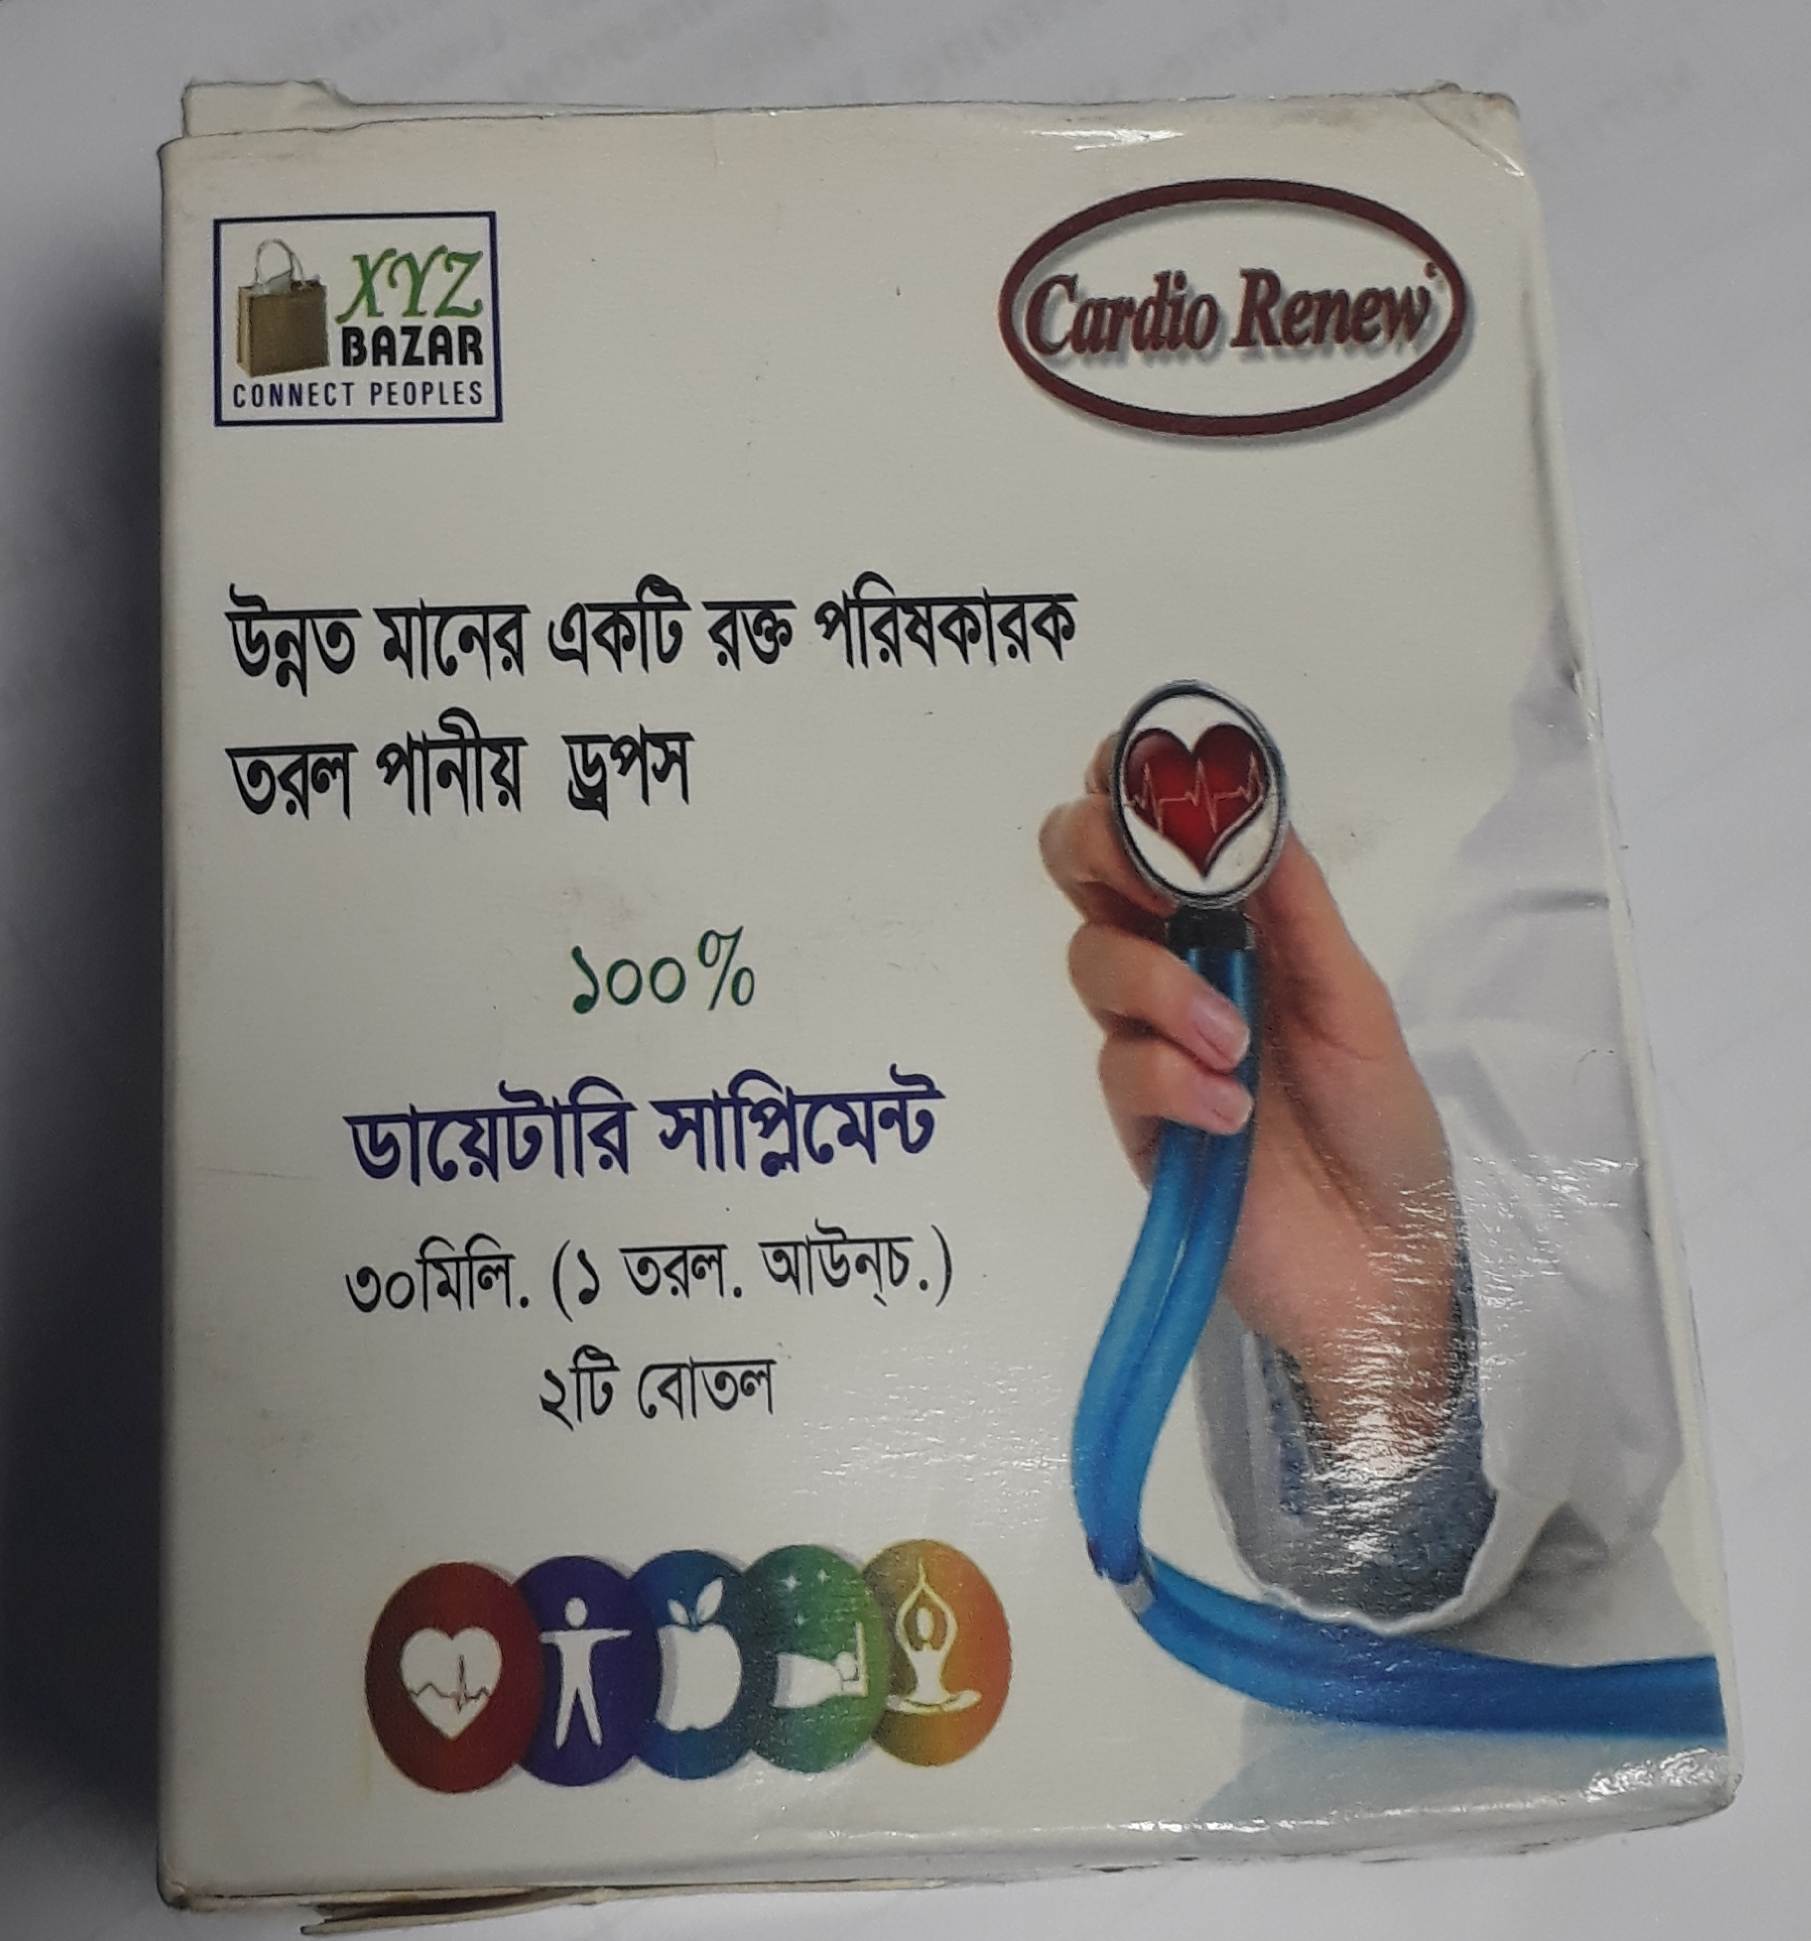 XYZ
BAZAR
CONNECT PEOPLES
Cardio Renew
উন্নত মানের একটি রক্ত পরিষকারক
তরল পানীয় ড্রপস
১০০%
ডায়েটারি সাপ্লিমেন্ট
৩০মিলি. (১ তরল. আউন্চ.)
২টি বোতল